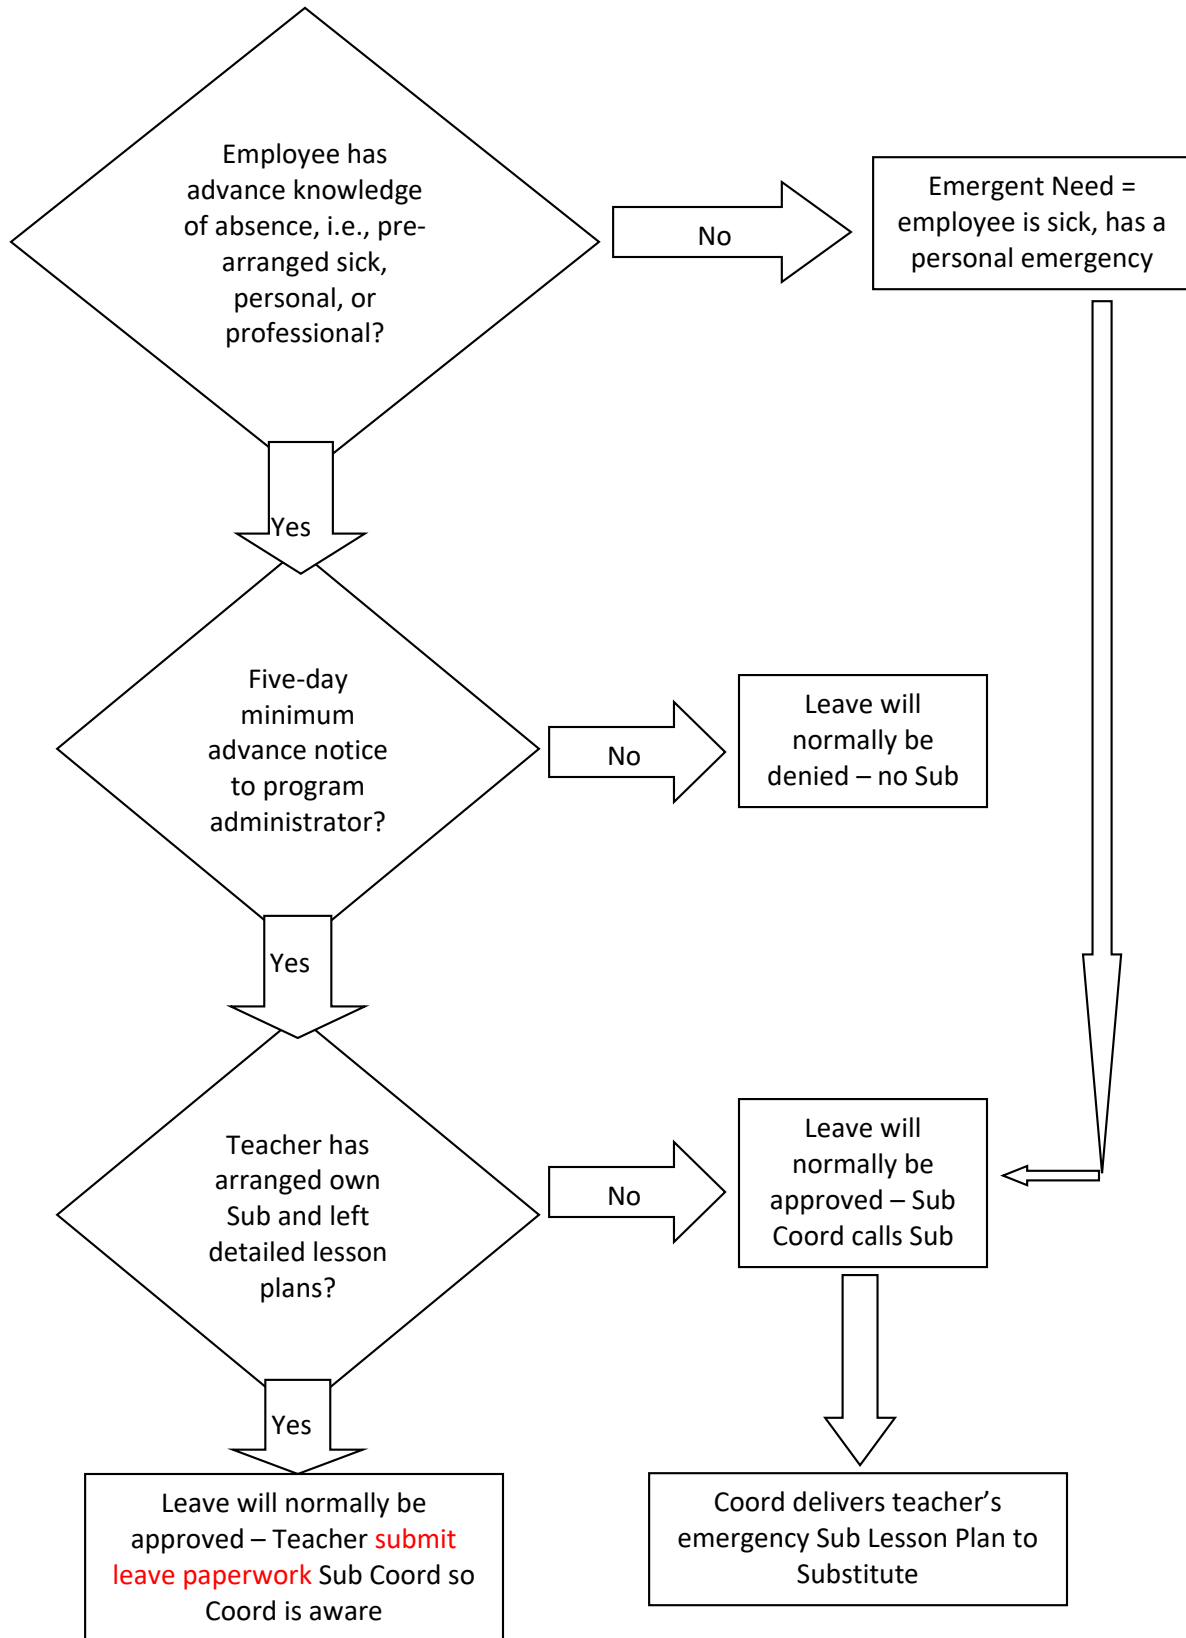 Employee has
advance knowledge
of absence, i.e., pre-
arranged sick,
personal, or
professional?
No
Emergent Need =
employee is sick, has a
personal emergency
Yes
Five-day
minimum
advance notice
to program
administrator?
No
Leave will
normally be
denied – no Sub
Yes
Teacher has
arranged own
Sub and left
detailed lesson
plans?
No
Leave will
normally be
approved – Sub
Coord calls Sub
Yes
Leave will normally be
approved – Teacher submit
leave paperwork Sub Coord so
Coord is aware
Coord delivers teacher’s
emergency Sub Lesson Plan to
Substitute